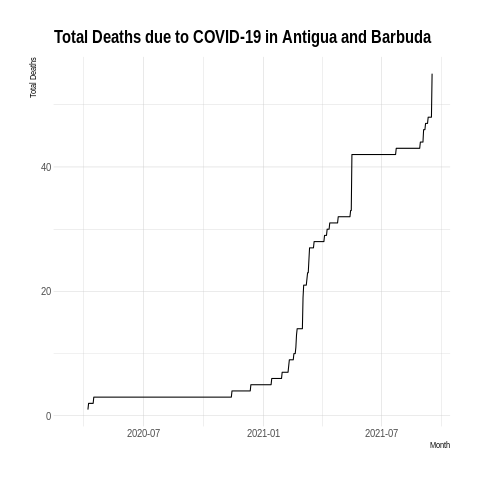 Total Deaths due to COVID-19 in Antigua and Barbuda
Total Deaths
40
20
0
2020-07
2021-01
2021-07
Month